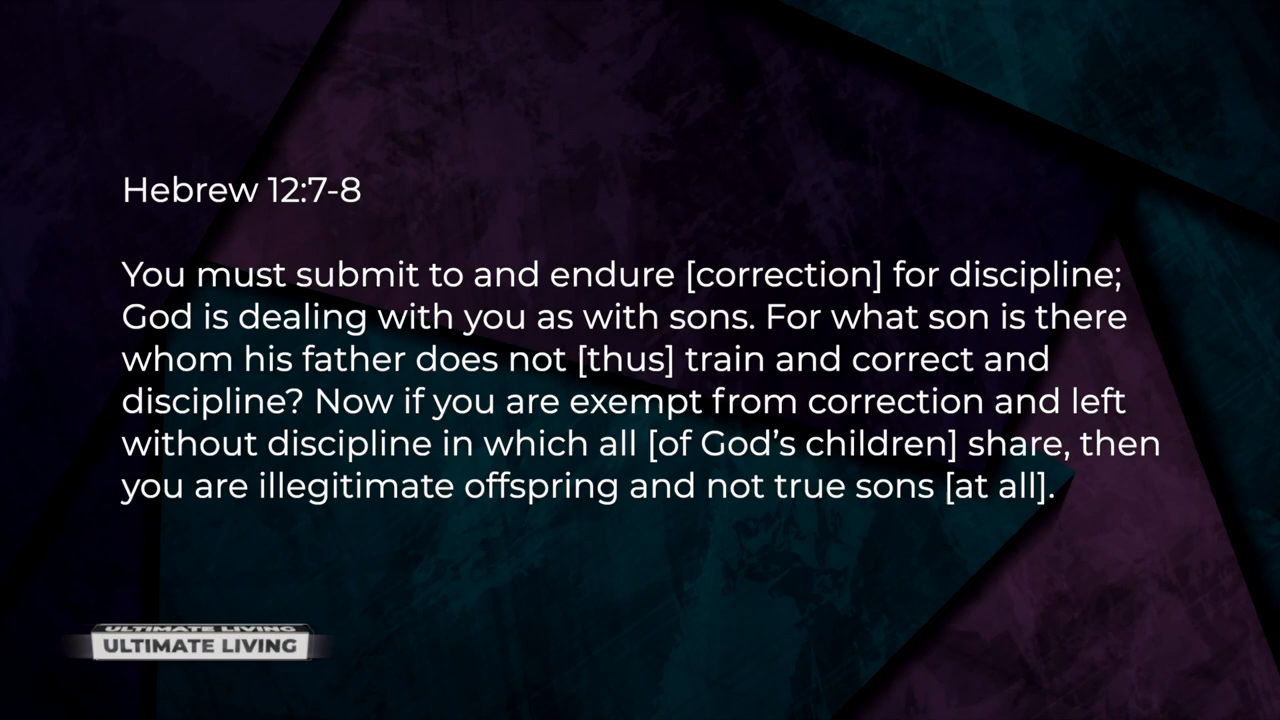 Hebrew 12:7-8
You must submit to and endure [correction] for discipline;
God is dealing with you as with sons. For what son is there
whom his father does not [thus] train and correct and
discipline? Now if you are exempt from correction and left
without discipline in which all [of God’s children] share, then
you are illegitimate offspring and not true sons [at all].
ULTIMATE LIVING
ULTIMATE LIVING